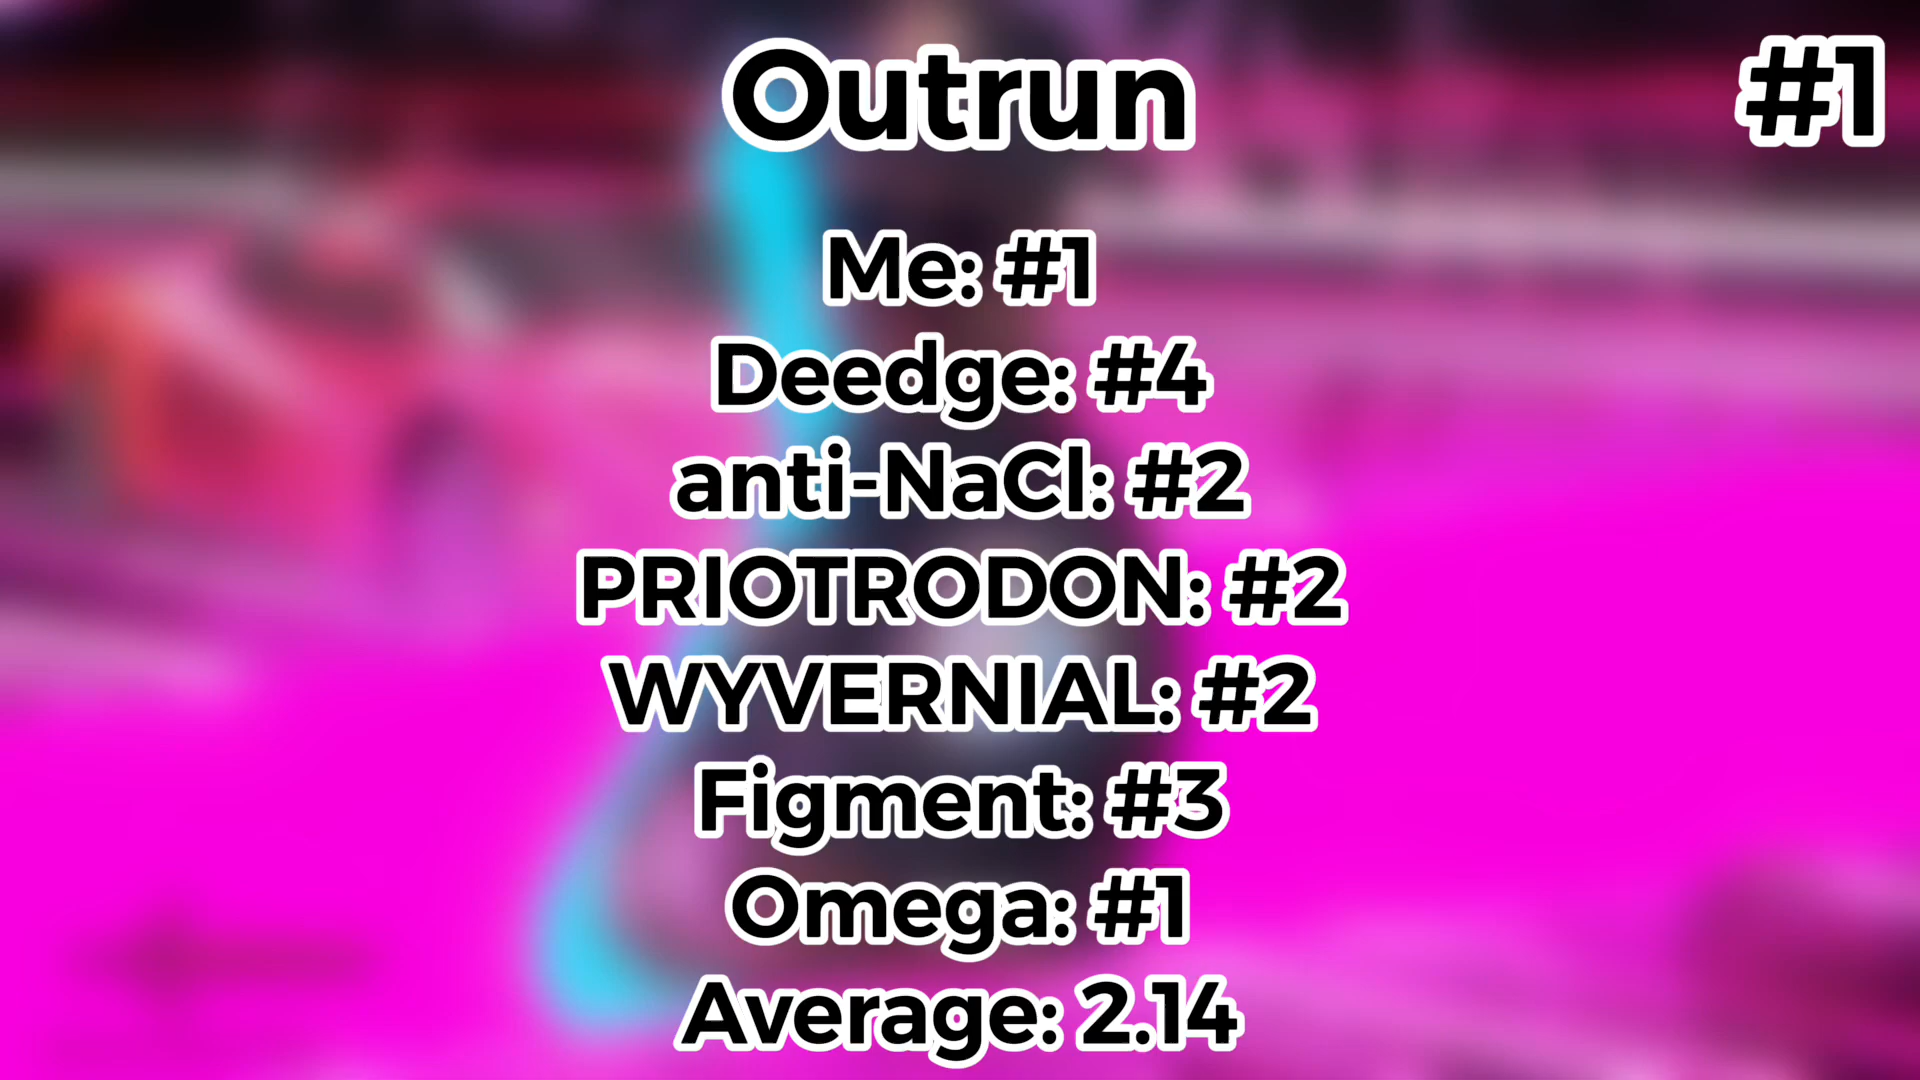 Outrun
#1
Me: #1
Deedge: #4
anti-NaCl: #2
PRIOTRODON: #2
WYVERNIAL: #2
Figment: #3
Omega: #1
Average: 2.14